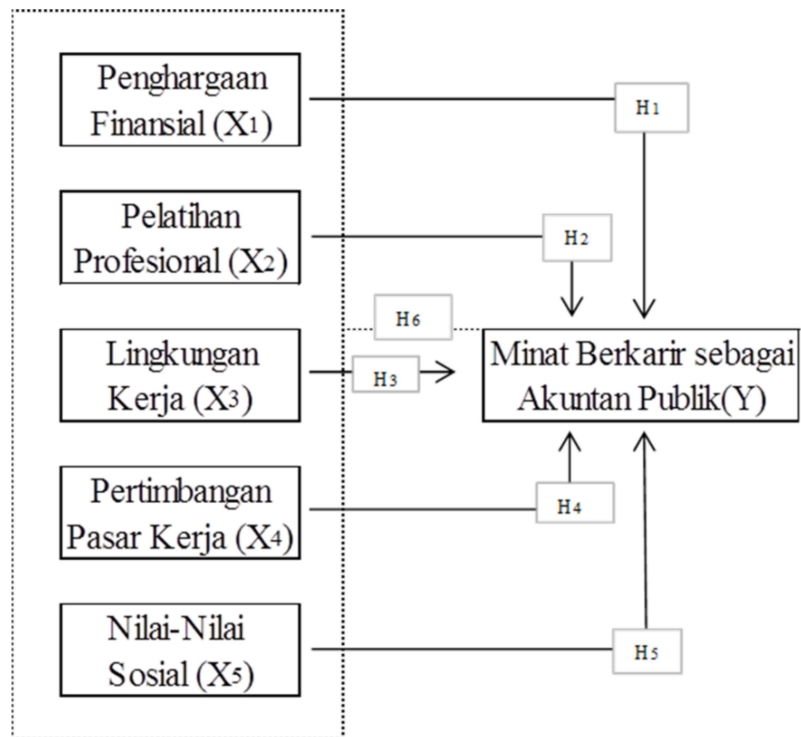 Penghargaan
Finansial (X1)
H1
Pelatihan
Profesional (X2)
H2
H6
Lingkungan
Kerja (X3)
H3
Minat Berkarir sebagai
Akuntan Publik(Y)
Pertimbangan
Pasar Kerja (X4)
H4
Nilai-Nilai
Sosial (X5)
H5